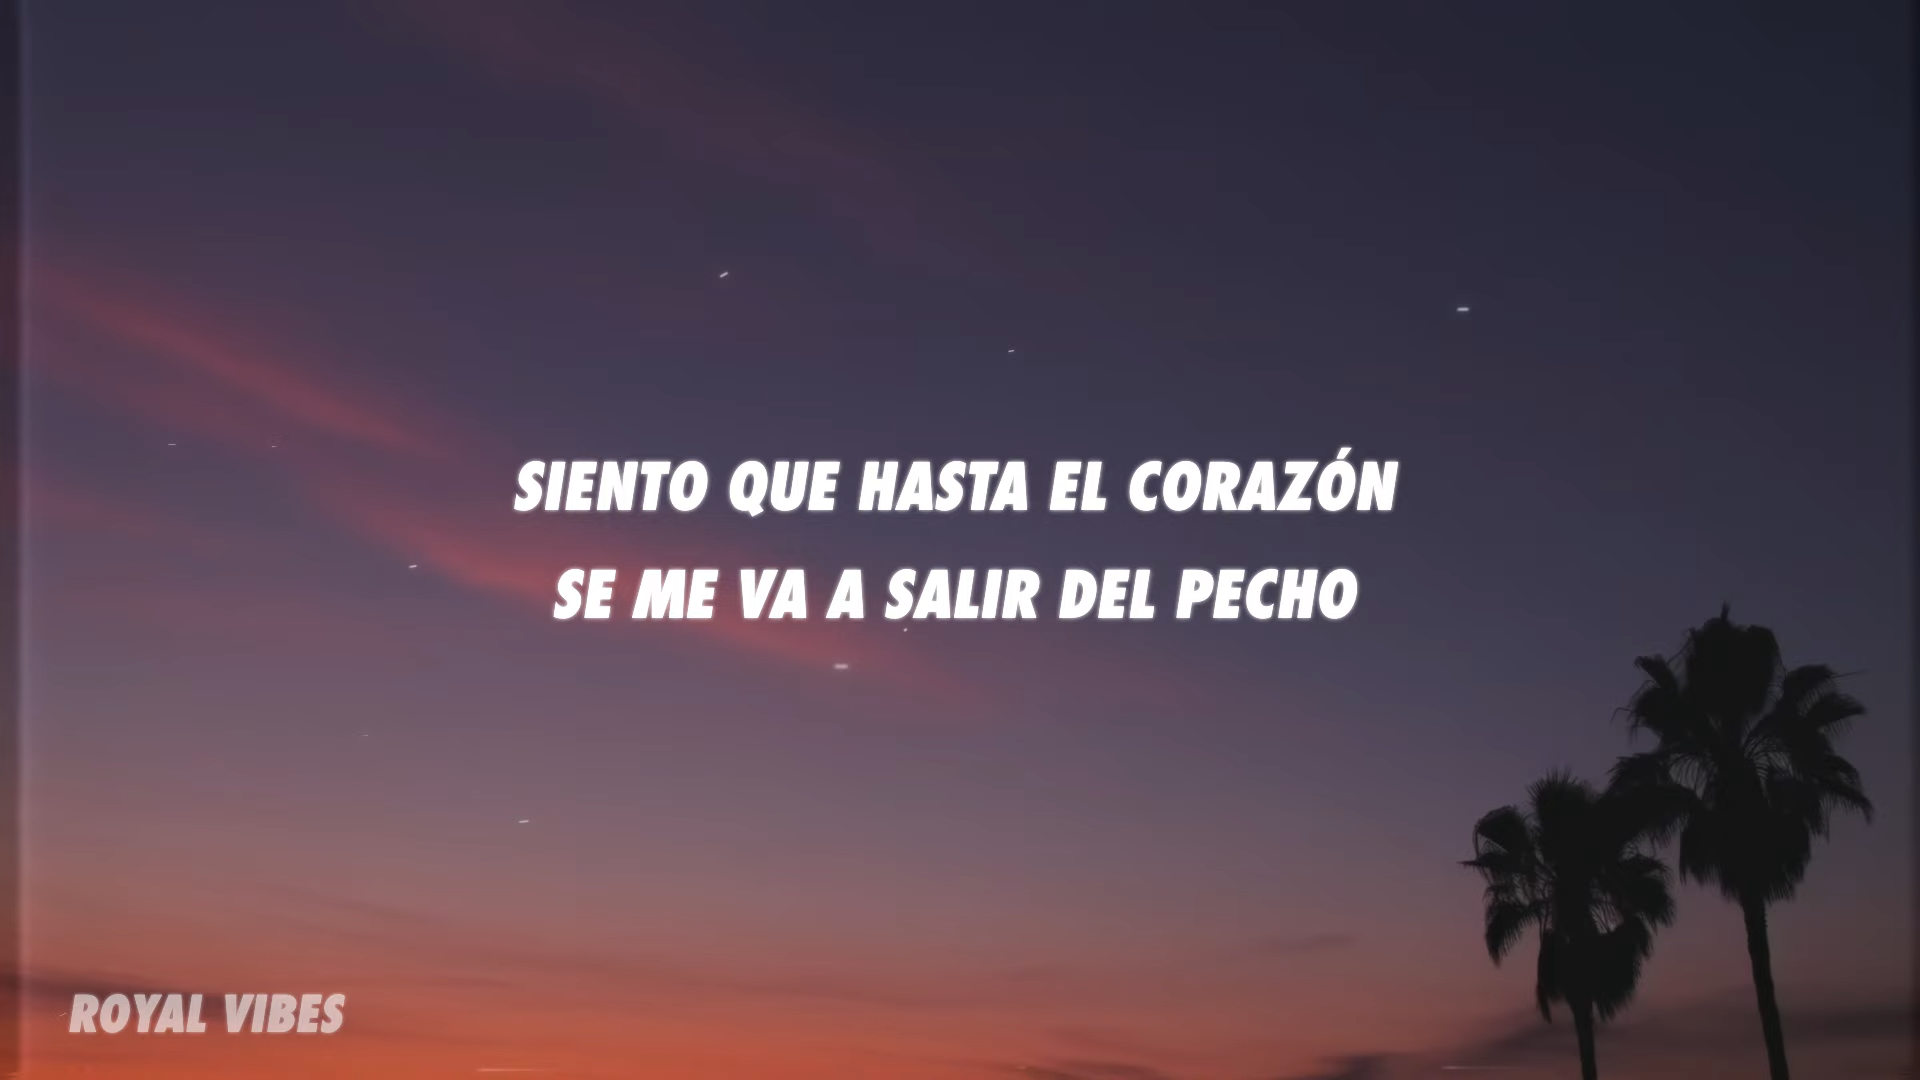 SIENTO QUE HASTA EL CORAZÓN
SE ME VA A SALIR DEL PECHO
ROYAL VIBES